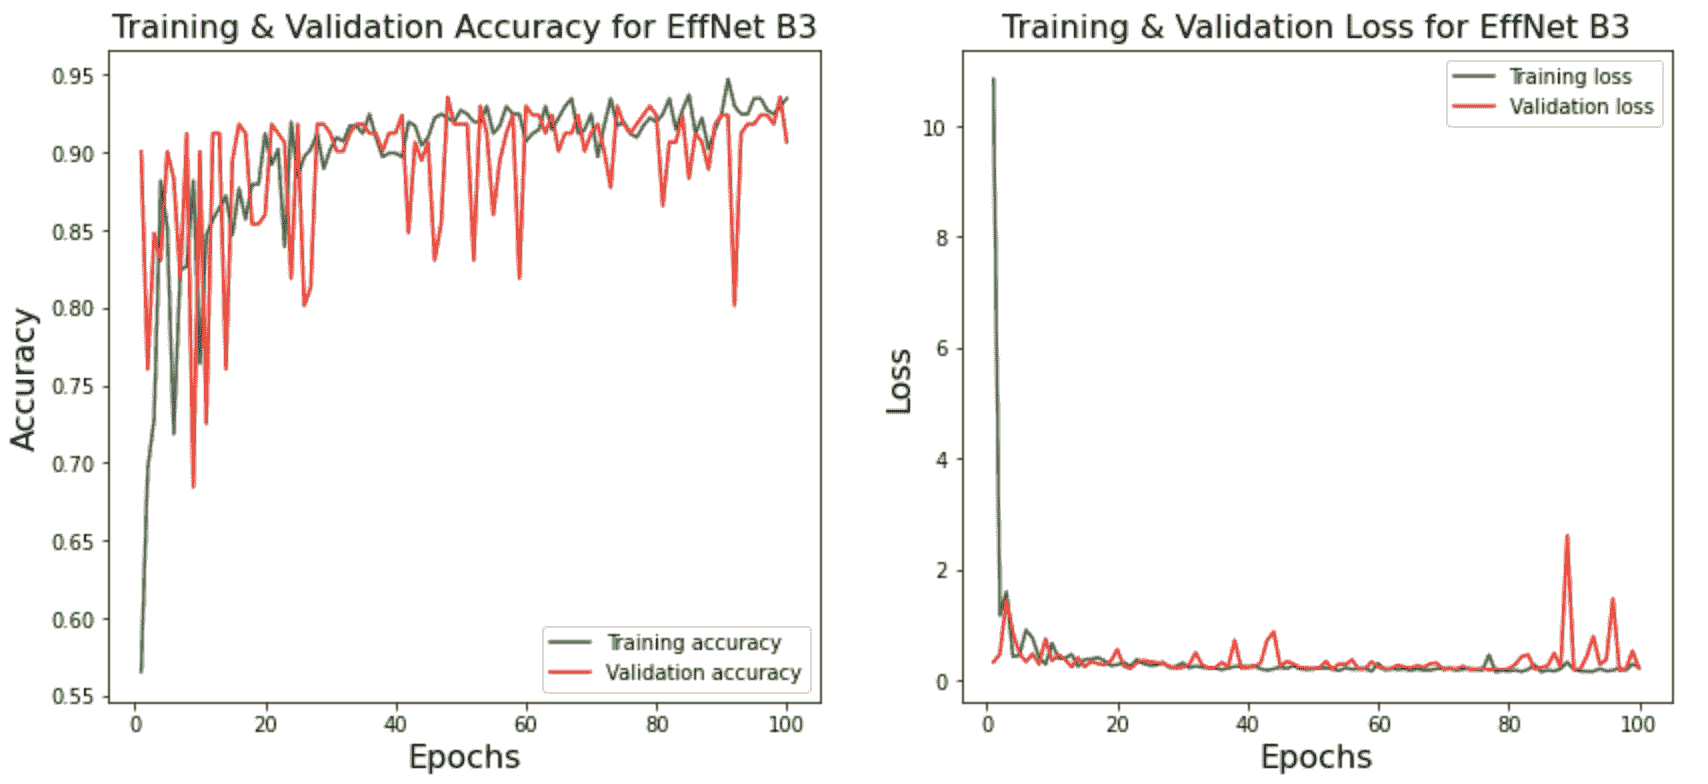 Training & Validation Accuracy for EffNet B3
0.95
0.90
0.85
0.80
0.75
0.70
0.65
0.60
0.55
Accuracy
Training accuracy
Validation accuracy
0 20 40 60 80 100
Epochs
Training & Validation Loss for EffNet B3
Training loss
Validation loss
10
8
6
4
2
0
Loss
0 20 40 60 80 100
Epochs